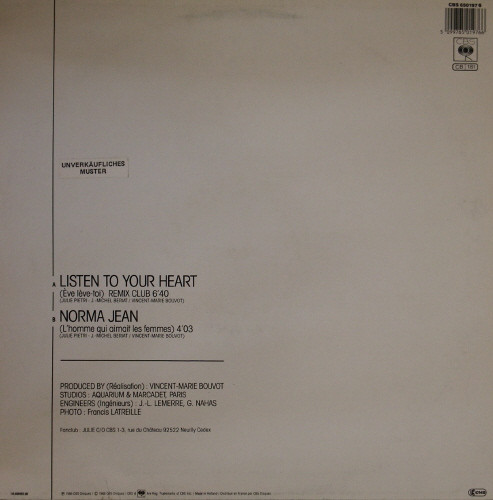 CBS
UNVERKÄUFLICHES
MUSTER
A
LISTEN TO YOUR HEART
(Ève lève-toi) REMIX CLUB 6'40
(JULIE PIETRI - J.-MICHEL BERIAT / VINCENT-MARIE BOUVOT)
B
NORMA JEAN
(L'homme qui aimait les femmes) 4'03
(JULIE PIETRI - J.-MICHEL BERIAT / VINCENT-MARIE BOUVOT)
PRODUCED BY (Réalisation) : VINCENT-MARIE BOUVOT
STUDIOS : AQUARIUM & MARCADET, PARIS
ENGINEERS (Ingénieurs) : J.-L. LEMERRE, G. NAHAS
PHOTO : Francis LATREILLE
Fanclub : JULIE C/O CBS 1-3, rue du Château 92522 Neuilly Cedex